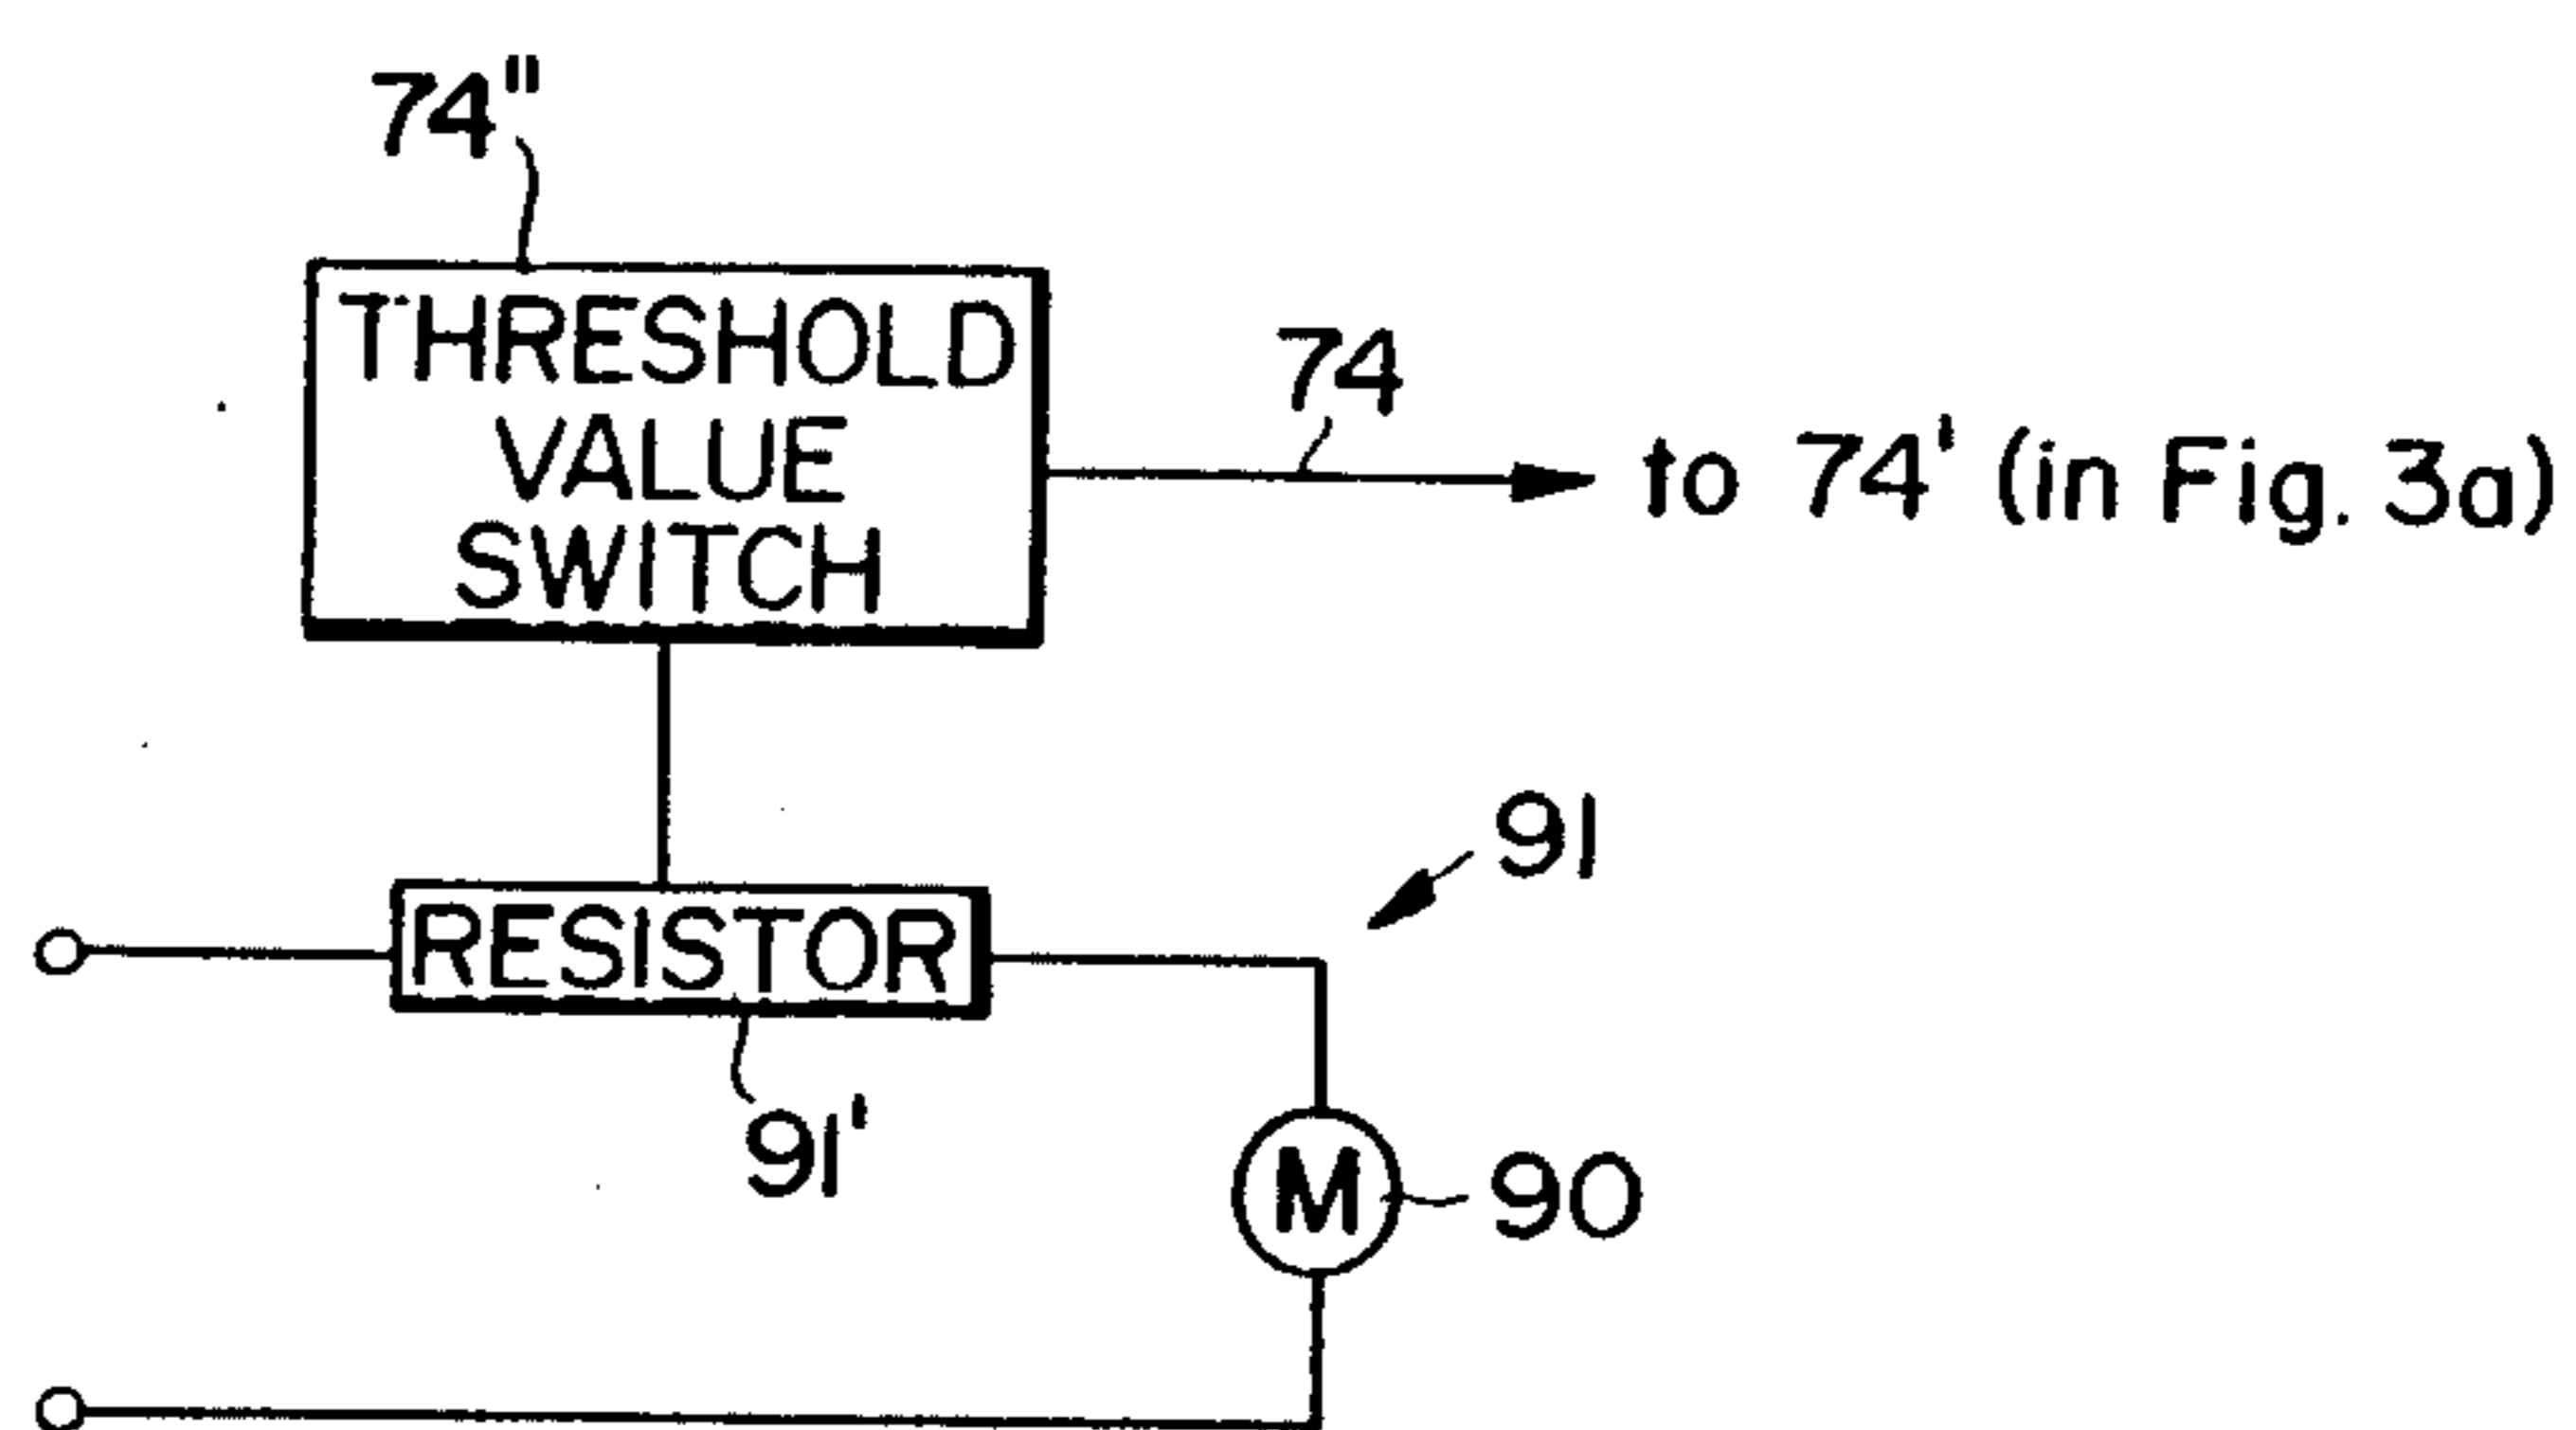 74"
THRESHOLD
VALUE
SWITCH
74
to 74' (in Fig. 3a)
91
RESISTOR
91'
M
90